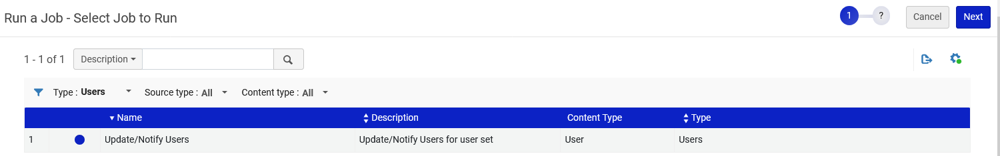 Run a Job - Select Job to Run
1 ? Cancel Next
1 - 1 of 1 Description
Type : Users Source type : All Content type : All
Name Description Content Type Type
1 Update/Notify Users Update/Notify Users for user set User Users